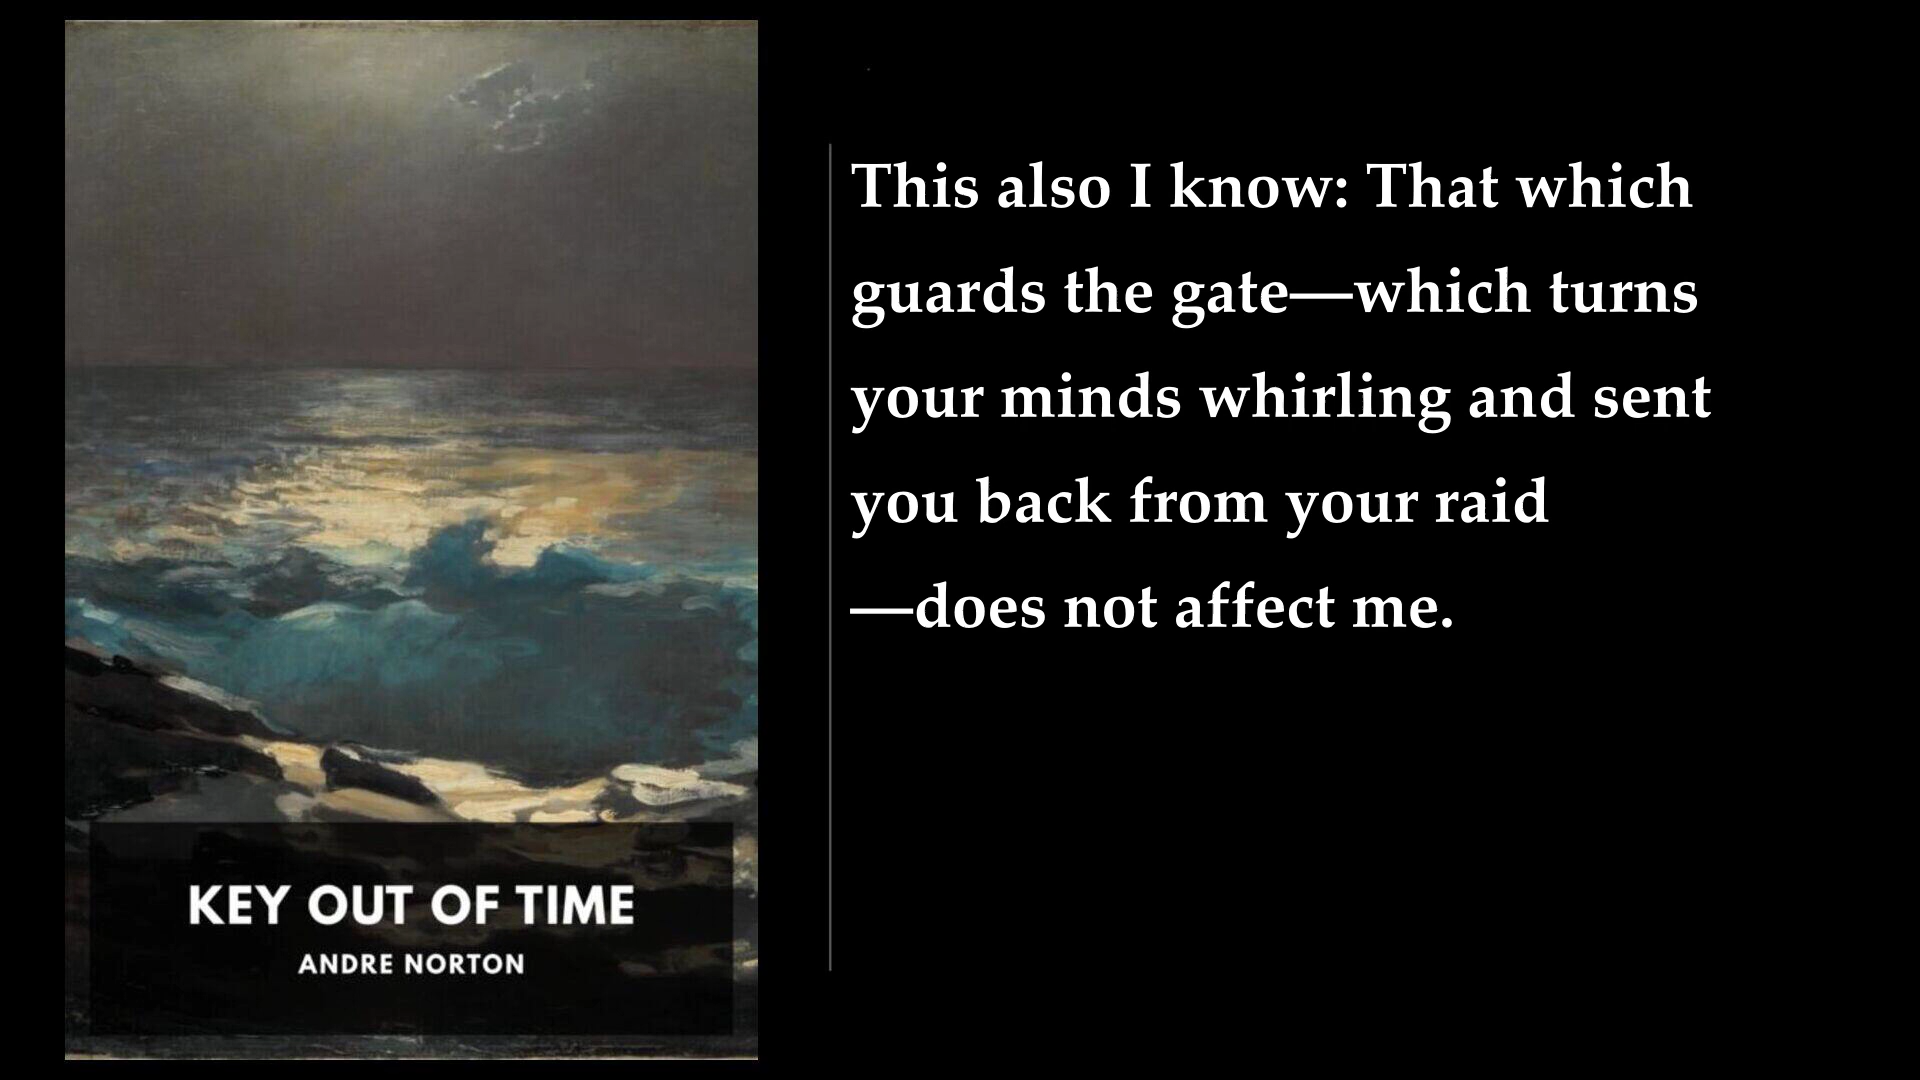 KEY OUT OF TIME
ANDRE NORTON
This also I know: That which
guards the gate—which turns
your minds whirling and sent
you back from your raid
—does not affect me.